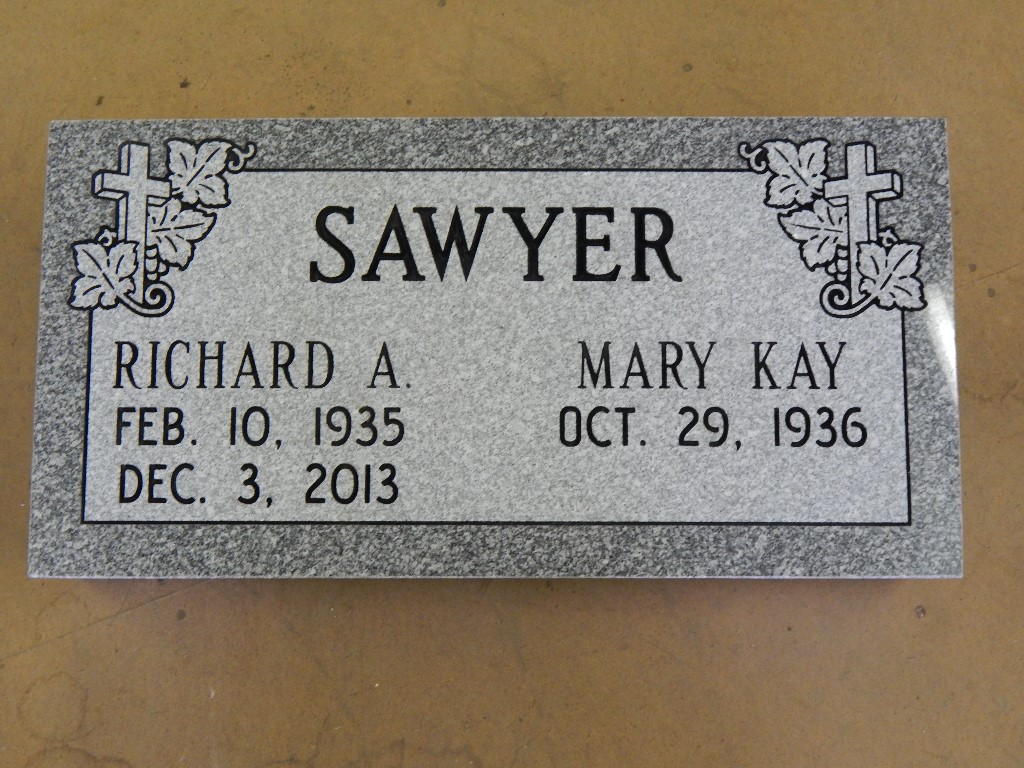 SAWYER
RICHARD A.
FEB. 10, 1935
DEC. 3, 2013
MARY KAY
OCT. 29, 1936